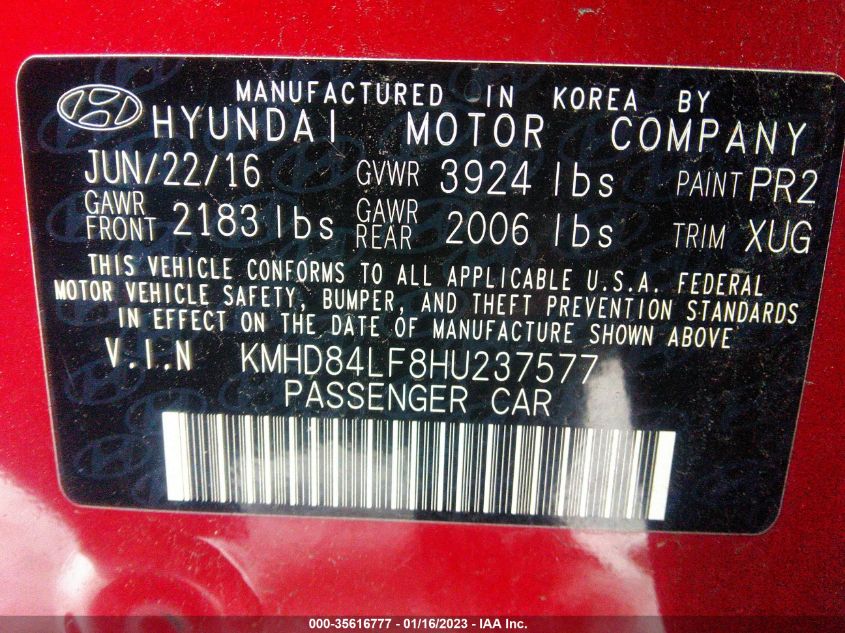 MANUFACTURED IN KOREA BY
HYUNDAI MOTOR COMPANY
JUN/22/16 GVWR 3924 lbs PAINT PR2
GAWR FRONT 2183 lbs GAWR REAR 2006 lbs TRIM XUG
THIS VEHICLE CONFORMS TO ALL APPLICABLE U.S.A. FEDERAL
MOTOR VEHICLE SAFETY, BUMPER, AND THEFT PREVENTION STANDARDS
IN EFFECT ON THE DATE OF MANUFACTURE SHOWN ABOVE
V.I.N KMHD84LF8HU237577
PASSENGER CAR
000-35616777 - 01/16/2023 - IAA Inc.